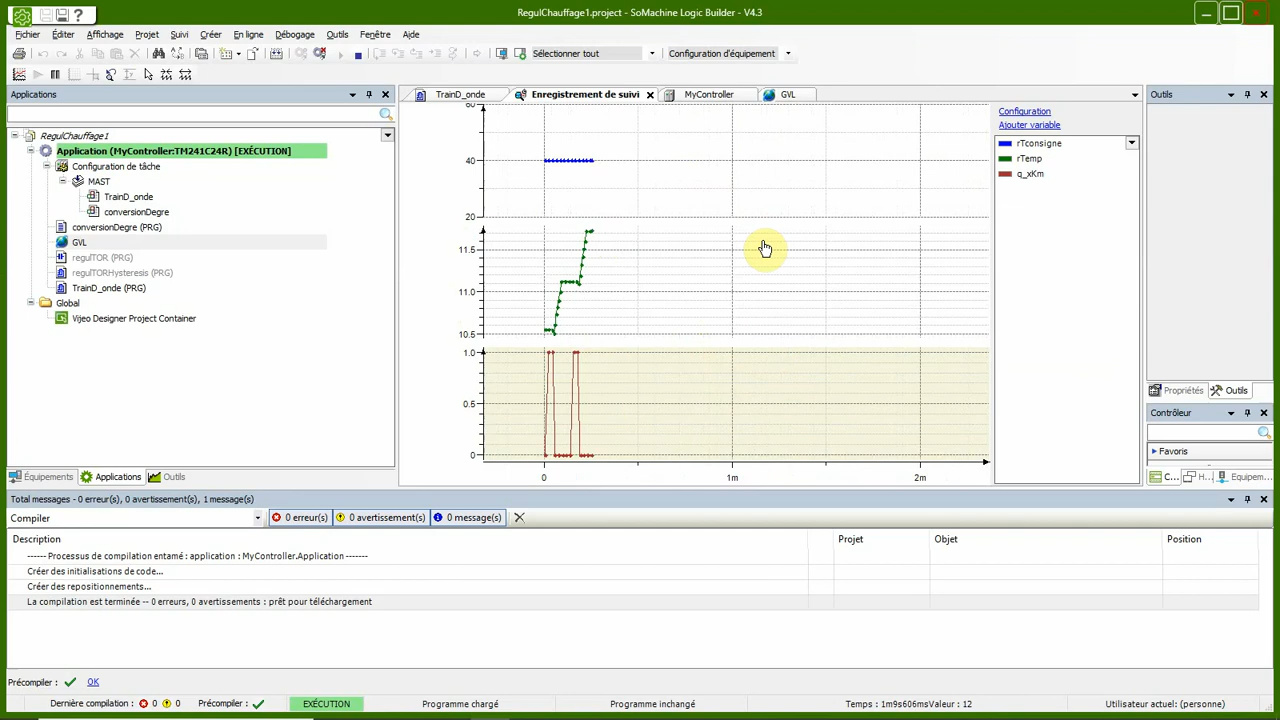 RegulChauffage1.project - SoMachine Logic Builder - V4.3
Fichier Éditer Affichage Projet Suivi Créer En ligne Débogage Outils Fenêtre Aide
Sélectionner tout Configuration d'équipement
Applications
TrainD_onde Enregistrement de suivi MyController GVL
Outils
RegulChauffage1
Application (MyController:TM241C24R) [EXÉCUTION]
Configuration de tâche
MAST
TrainD_onde
conversionDegre
conversionDegre (PRG)
GVL
regulTOR (PRG)
regulTORHysteresis (PRG)
TrainD_onde (PRG)
Global
Vijeo Designer Project Container
60
40
20
11.5
11.0
10.5
1.0
0.5
0
0 1m 2m
Configuration
Ajouter variable
rTconsigne
rTemp
q_xKm
Propriétés Outils
Contrôleur
Favoris
C... H... Equipem...
Équipements Applications Outils
Total messages - 0 erreur(s), 0 avertissement(s), 1 message(s)
Compiler 0 erreur(s) 0 avertissement(s) 0 message(s)
Description Projet Objet Position
------ Processus de compilation entamé : application : MyController.Application -------
Créer des initialisations de code...
Créer des repositionnements...
La compilation est terminée -- 0 erreurs, 0 avertissements : prêt pour téléchargement
Précompiler : OK
Dernière compilation : 0 0 Précompiler : EXÉCUTION Programme chargé Programme inchangé Temps : 1m9s606msValeur : 12 Utilisateur actuel: (personne)